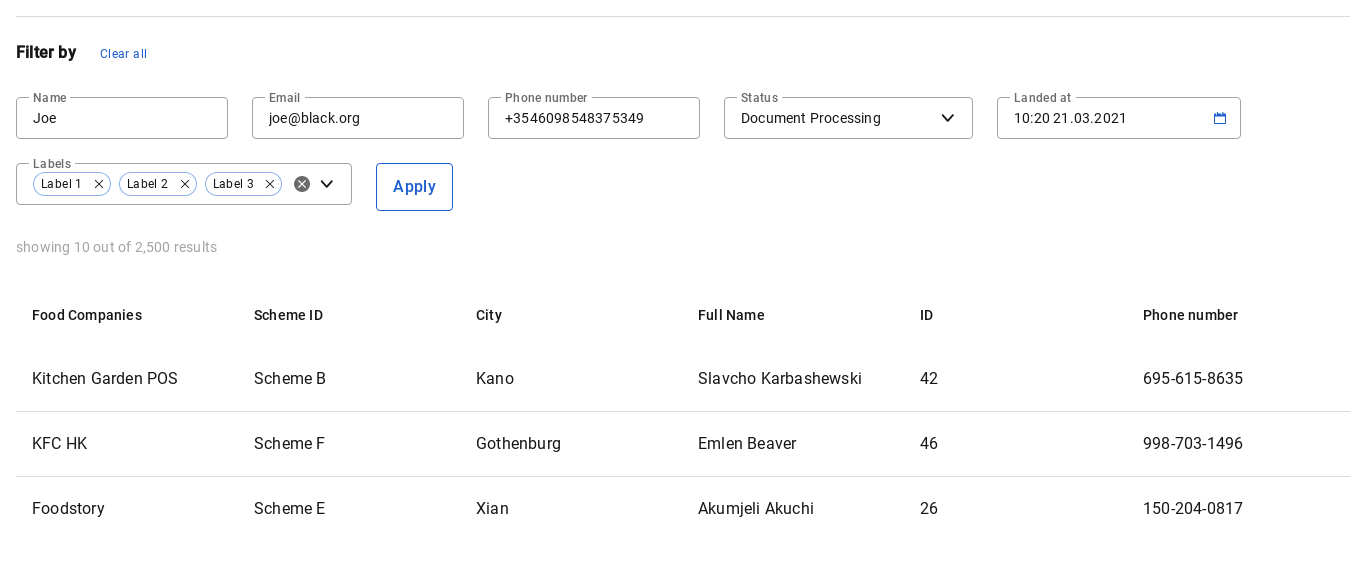 Filter by Clear all
Name Email Phone number Status Landed at
Joe joe@black.org +3546098548375349 Document Processing 10:20 21.03.2021
Labels
Label 1 Label 2 Label 3 Apply
showing 10 out of 2,500 results
Food Companies Scheme ID City Full Name ID Phone number
Kitchen Garden POS Scheme B Kano Slavcho Karbashewski 42 695-615-8635
KFC HK Scheme F Gothenburg Emlen Beaver 46 998-703-1496
Foodstory Scheme E Xian Akumjeli Akuchi 26 150-204-0817